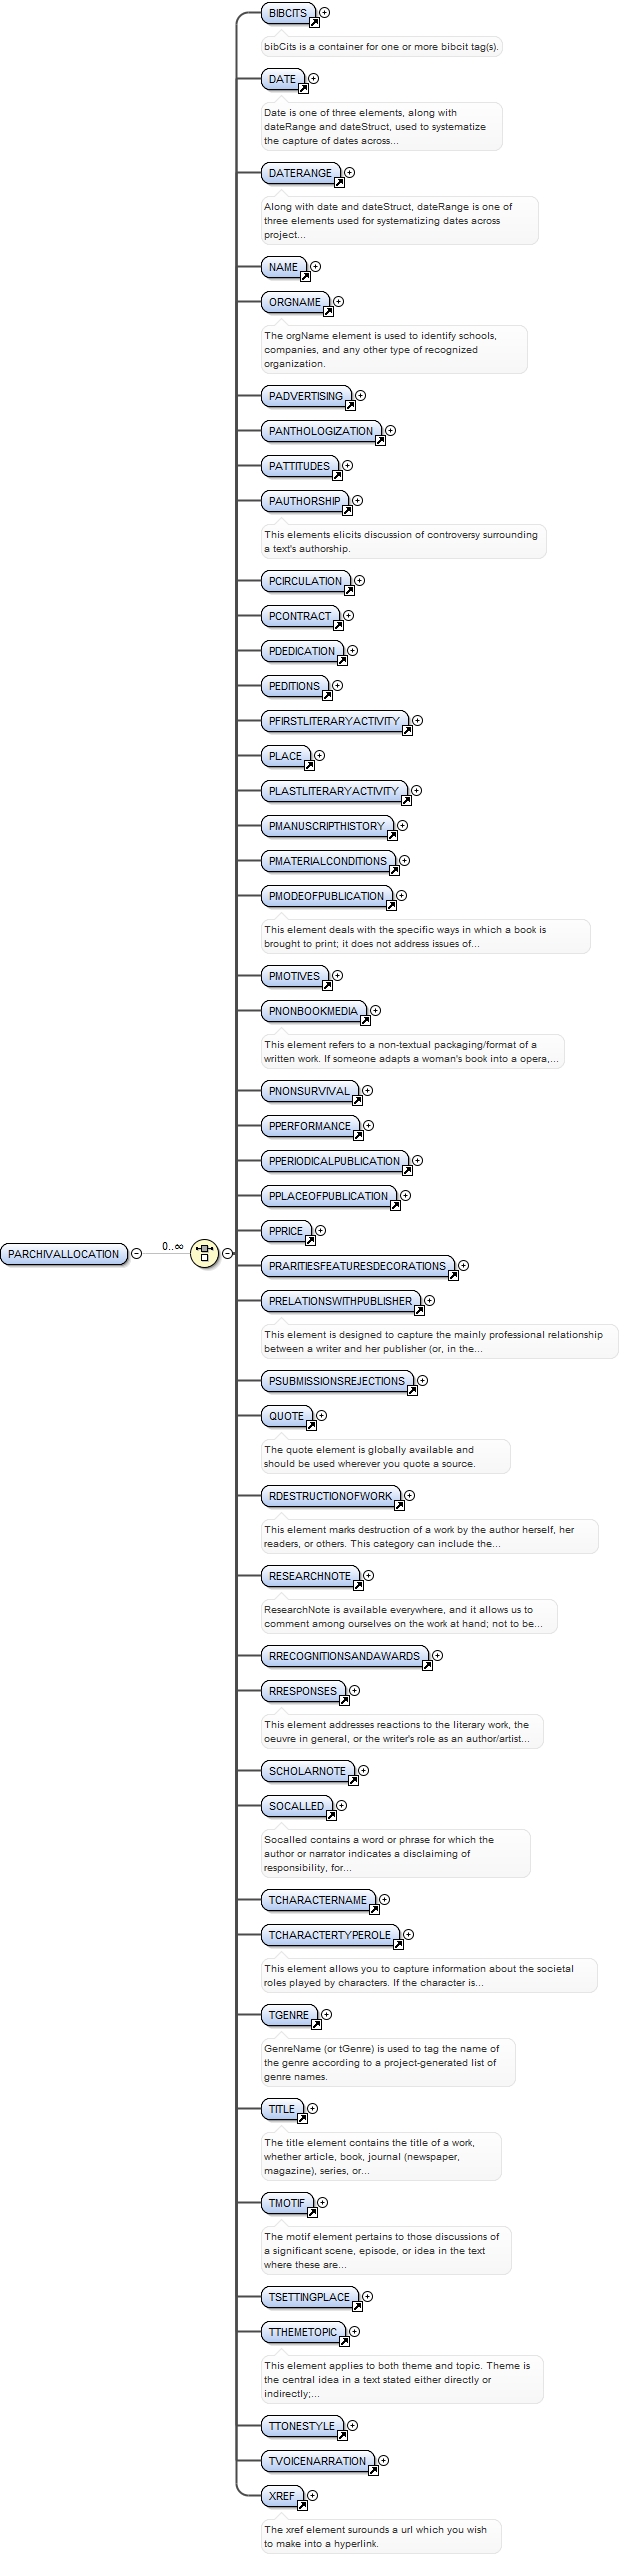 BIBCITS
bibCits is a container for one or more bibcit tag(s).
DATE
Date is one of three elements, along with
dateRange and dateStruct, used to systematize
the capture of dates across...
DATERANGE
Along with date and dateStruct, dateRange is one of
three elements used for systematizing dates across
project...
NAME
ORGNAME
The orgName element is used to identify schools,
companies, and any other type of recognized
organization.
PADVERTISING
PANTHOLOGIZATION
PATTITUDES
PAUTHORSHIP
This elements elicits discussion of controversy surrounding
a text's authorship.
PCIRCULATION
PCONTRACT
PDEDICATION
PEDITIONS
PFIRSTLITERARYACTIVITY
PLACE
PLASTLITERARYACTIVITY
PMANUSCRIPTHISTORY
PMATERIALCONDITIONS
PMODEOFPUBLICATION
This element deals with the specific ways in which a book is
brought to print; it does not address issues of...
PMOTIVES
PNONBOOKMEDIA
This element refers to a non-textual packaging/format of a
written work. If someone adapts a woman's book into a opera,...
PNONSURVIVAL
PPERFORMANCE
PPERIODICALPUBLICATION
PPLACEOFPUBLICATION
PPRICE
PARCHIVALLOCATION
0..∞
PRARITIESFEATURESDECORATIONS
PRELATIONSWITHPUBLISHER
This element is designed to capture the mainly professional relationship
between a writer and her publisher (or, in the...
PSUBMISSIONSREJECTIONS
QUOTE
The quote element is globally available and
should be used wherever you quote a source.
RDESTRUCTIONOFWORK
This element marks destruction of a work by the author herself, her
readers, or others. This category can include the...
RESEARCHNOTE
ResearchNote is available everywhere, and it allows us to
comment among ourselves on the work at hand; not to be...
RRECOGNITIONSANDAWARDS
RRESPONSES
This element addresses reactions to the literary work, the
oeuvre in general, or the writer's role as an author/artist...
SCHOLARNOTE
SOCALLED
Socalled contains a word or phrase for which the
author or narrator indicates a disclaiming of
responsibility, for...
TCHARACTERNAME
TCHARACTERTYPEROLE
This element allows you to capture information about the societal
roles played by characters. If the character is...
TGENRE
GenreName (or tGenre) is used to tag the name of
the genre according to a project-generated list of
genre names.
TITLE
The title element contains the title of a work,
whether article, book, journal (newspaper,
magazine), series, or...
TMOTIF
The motif element pertains to those discussions of
a significant scene, episode, or idea in the text
where these are...
TSETTINGPLACE
TTHEMETOPIC
This element applies to both theme and topic. Theme is
the central idea in a text stated either directly or
indirectly;...
TTONESTYLE
TVOICENARRATION
XREF
The xref element surounds a url which you wish
to make into a hyperlink.